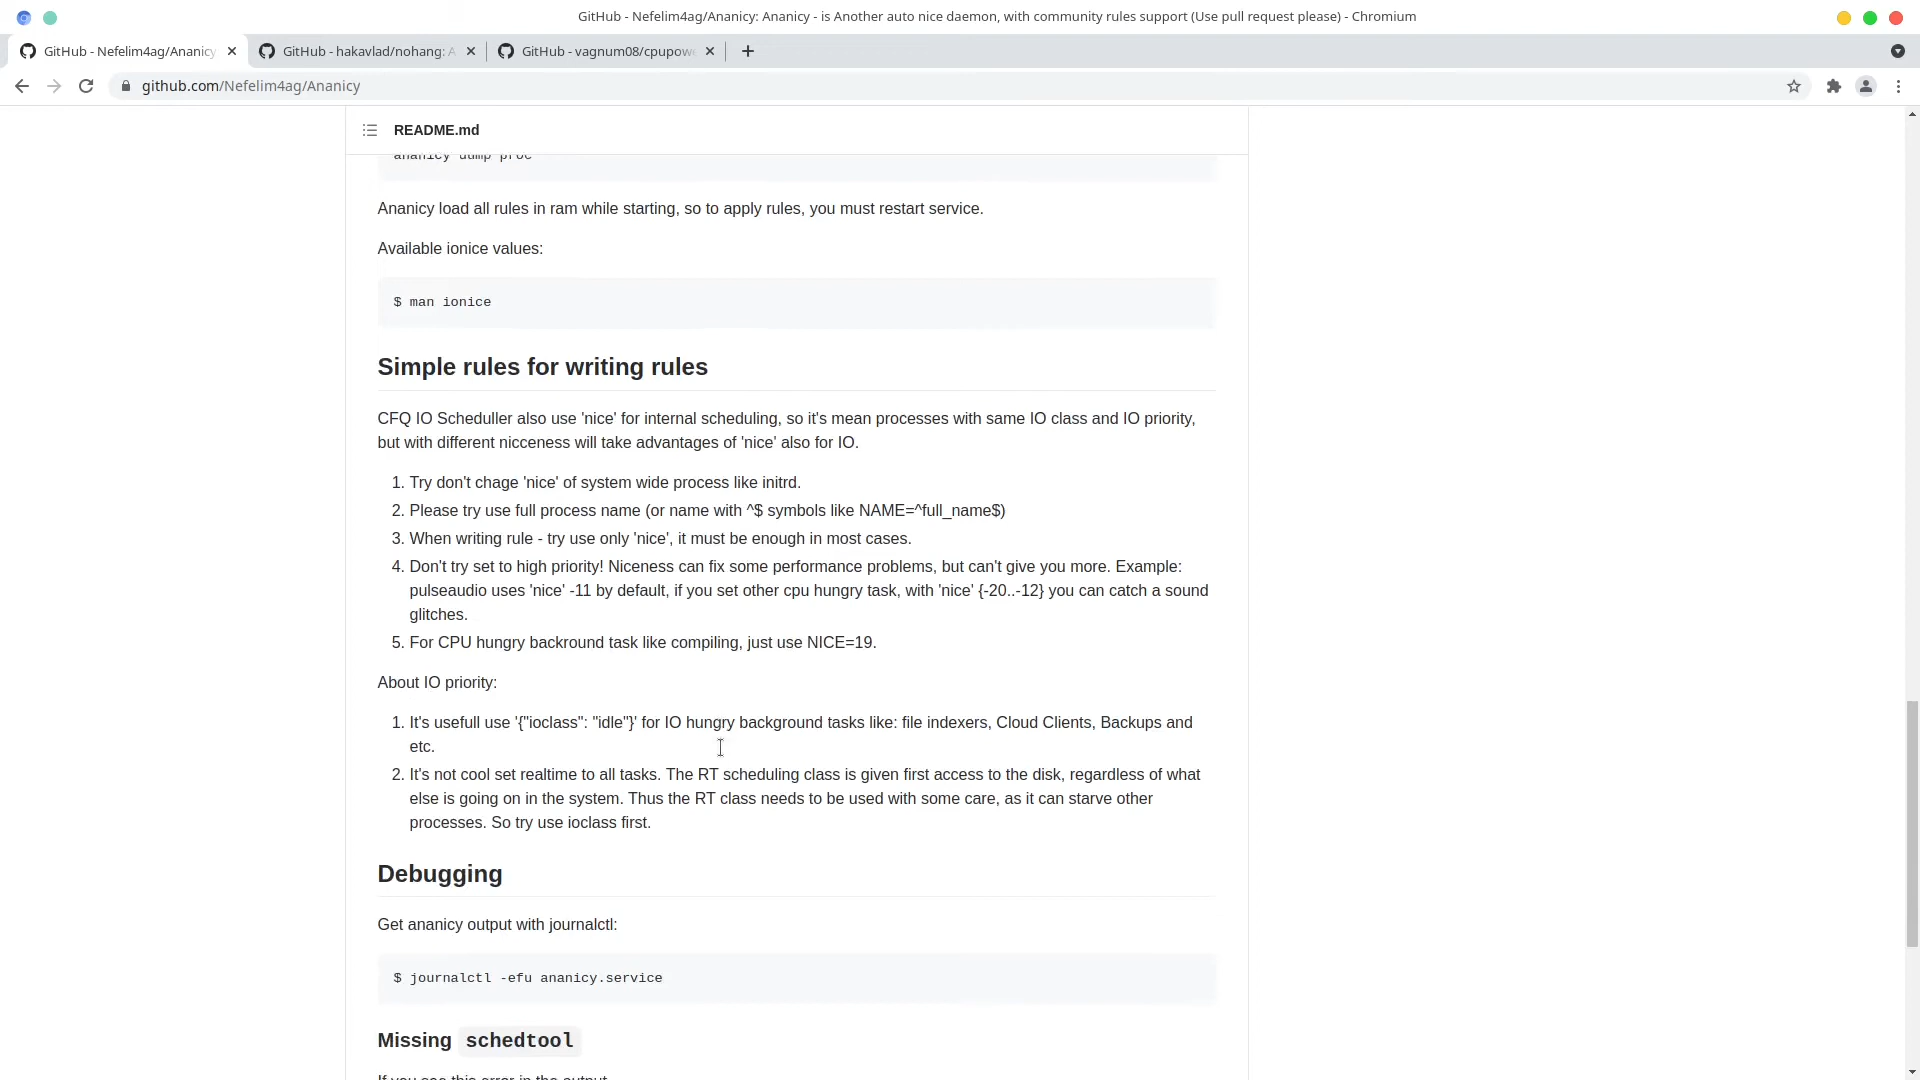 GitHub - Nefelim4ag/Ananicy: Ananicy - is Another auto nice daemon, with community rules support (Use pull request please) - Chromium
GitHub - Nefelim4ag/Ananicy
GitHub - hakavlad/nohang: A
GitHub - vagnum08/cpupow
github.com/Nefelim4ag/Ananicy
README.md
ananicy dump proc
Ananicy load all rules in ram while starting, so to apply rules, you must restart service.
Available ionice values:
$ man ionice
Simple rules for writing rules
CFQ IO Scheduller also use 'nice' for internal scheduling, so it's mean processes with same IO class and IO priority,
but with different nicceness will take advantages of 'nice' also for IO.
1. Try don't chage 'nice' of system wide process like initrd.
2. Please try use full process name (or name with ^$ symbols like NAME=^full_name$)
3. When writing rule - try use only 'nice', it must be enough in most cases.
4. Don't try set to high priority! Niceness can fix some performance problems, but can't give you more. Example:
pulseaudio uses 'nice' -11 by default, if you set other cpu hungry task, with 'nice' {-20..-12} you can catch a sound
glitches.
5. For CPU hungry backround task like compiling, just use NICE=19.
About IO priority:
1. It's usefull use '{"ioclass": "idle"}' for IO hungry background tasks like: file indexers, Cloud Clients, Backups and
etc.
2. It's not cool set realtime to all tasks. The RT scheduling class is given first access to the disk, regardless of what
else is going on in the system. Thus the RT class needs to be used with some care, as it can starve other
processes. So try use ioclass first.
Debugging
Get ananicy output with journalctl:
$ journalctl -efu ananicy.service
Missing schedtool
If you see this error in the output